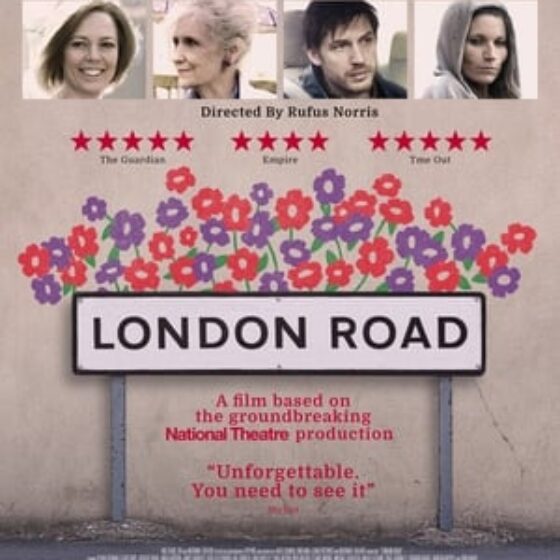 Directed By Rufus Norris
The Guardian
Empire
Tme Out
LONDON ROAD
A film based on
the groundbreaking
National Theatre production
“Unforgettable.
You need to see it”